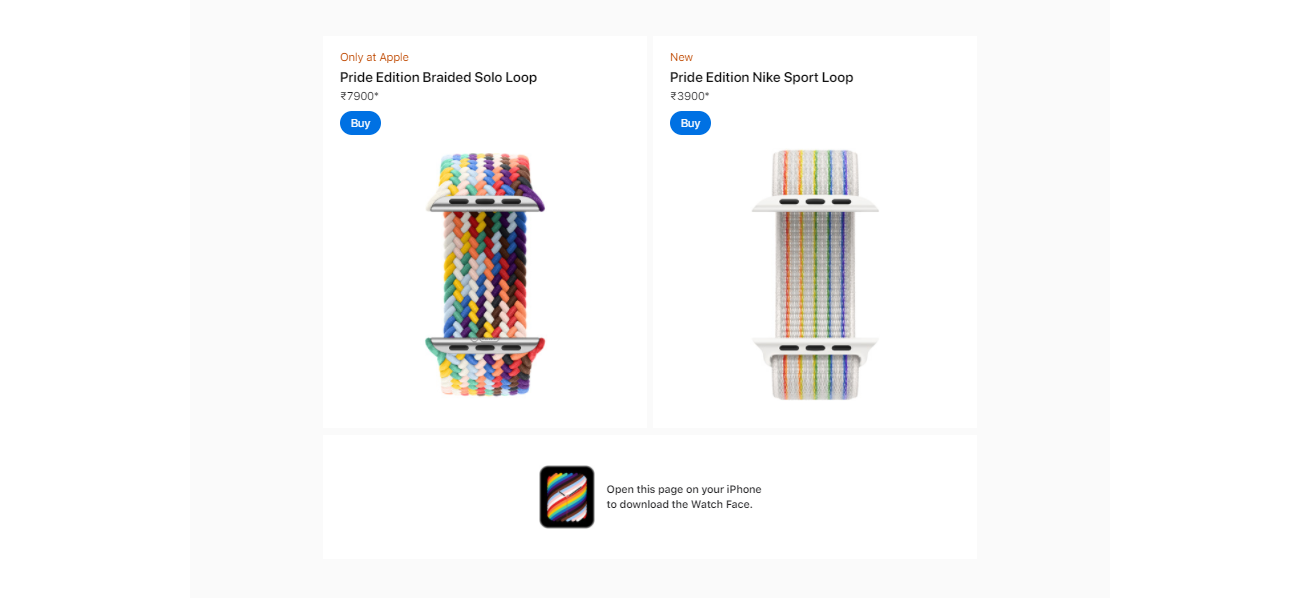 Only at Apple
Pride Edition Braided Solo Loop
₹7900*
Buy
New
Pride Edition Nike Sport Loop
₹3900*
Buy
Open this page on your iPhone
to download the Watch Face.